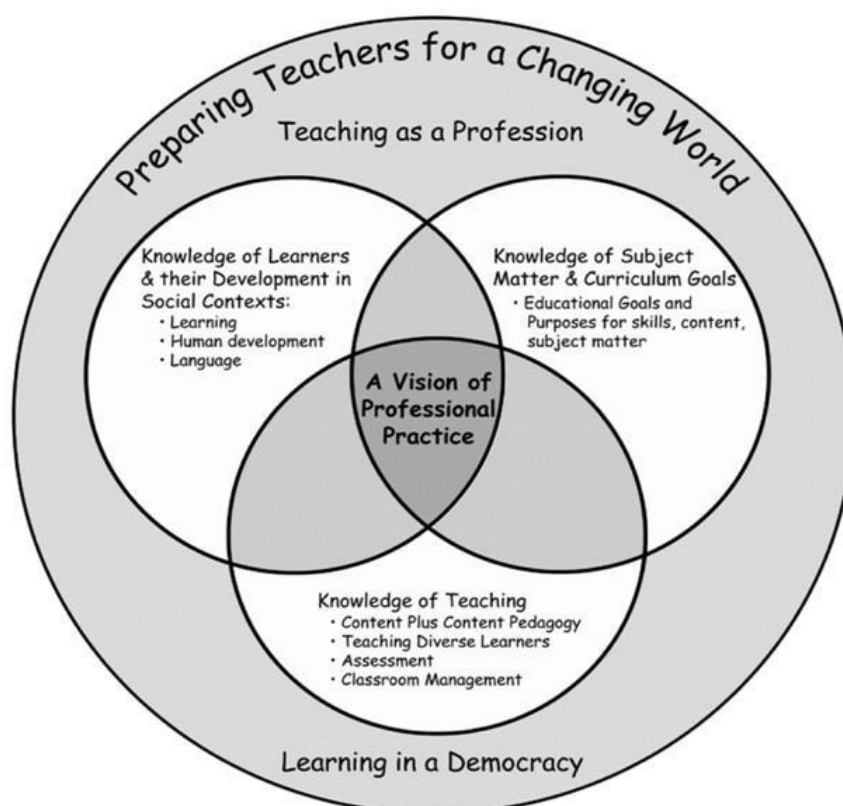 Preparing Teachers for a Changing World
Teaching as a Profession
Knowledge of Learners
& their Development in
Social Contexts:
• Learning
• Human development
• Language
Knowledge of Subject
Matter & Curriculum Goals
• Educational Goals and
Purposes for skills, content,
subject matter
A Vision of
Professional
Practice
Knowledge of Teaching
• Content Plus Content Pedagogy
• Teaching Diverse Learners
• Assessment
• Classroom Management
Learning in a Democracy